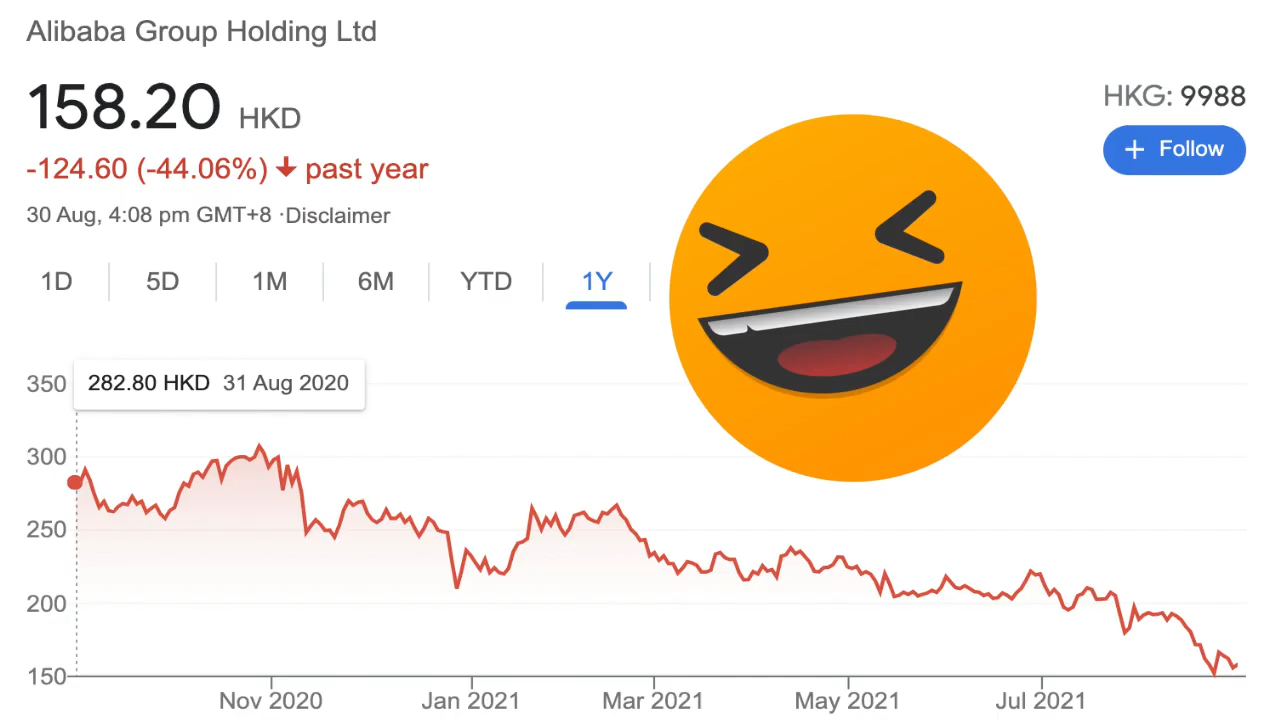 Alibaba Group Holding Ltd
158.20 HKD
HKG: 9988
-124.60 (-44.06%) ↓ past year
+ Follow
30 Aug, 4:08 pm GMT+8 ·Disclaimer
1D 5D 1M 6M YTD 1Y
350
282.80 HKD 31 Aug 2020
300
250
200
150
Nov 2020 Jan 2021 Mar 2021 May 2021 Jul 2021